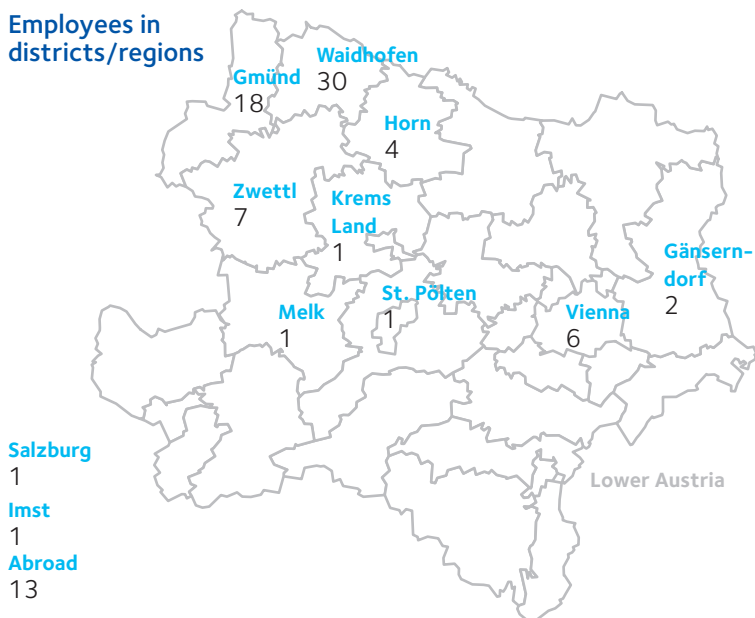 Employees in
districts/regions
Waidhofen
30
Gmünd
18
Horn
4
Zwettl
7
Krems
Land
1
Gänsern-
dorf
2
St. Pölten
1
Melk
1
Vienna
6
Salzburg
1
Lower Austria
Imst
1
Abroad
13